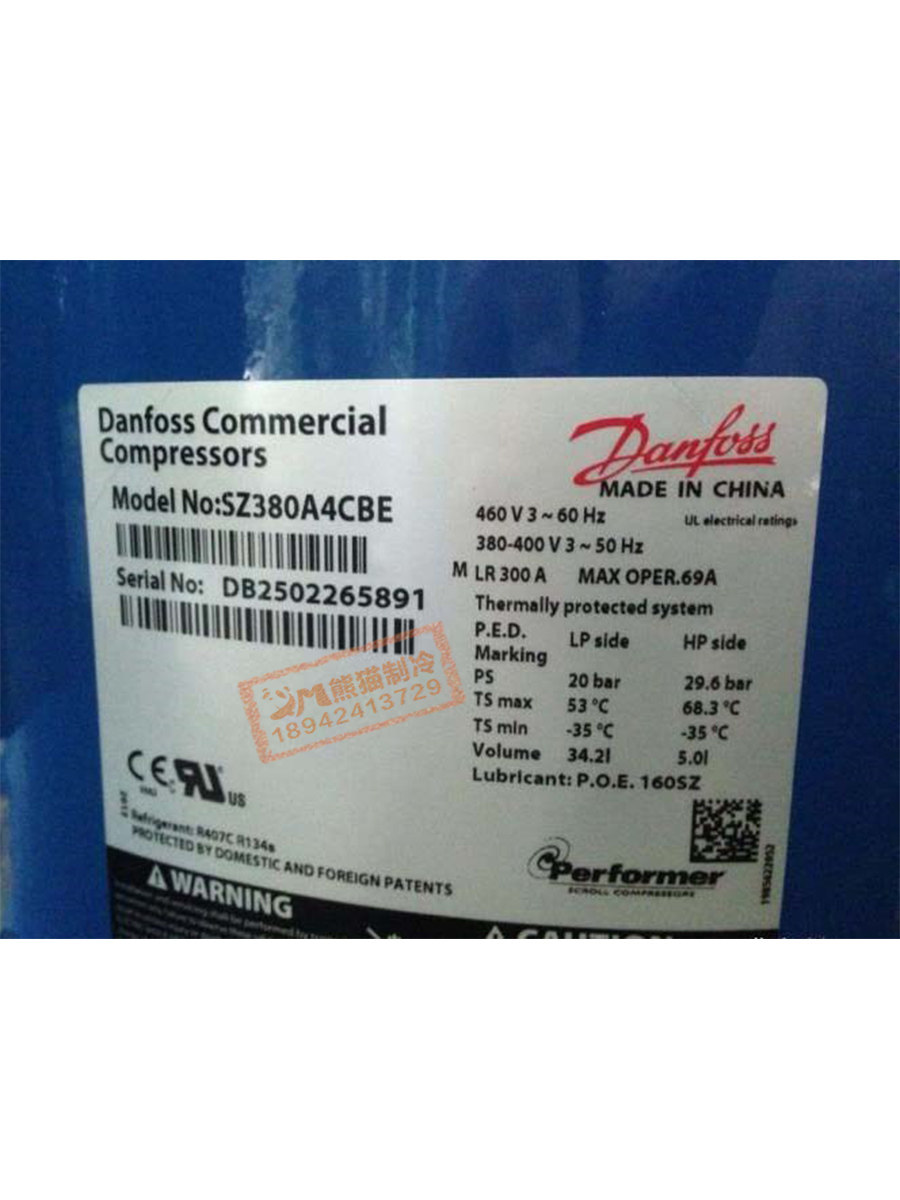 Danfoss Commercial
Compressors
Model No:SZ380A4CBE
Serial No: DB2502265891
熊猫制冷
18942413729
CE
RU US
Refrigerant: R407C R134a
PROTECTED BY DOMESTIC AND FOREIGN PATENTS
WARNING
Danfoss
MADE IN CHINA
460 V 3 ~ 60 Hz UL electrical ratings
380-400 V 3 ~ 50 Hz
M LR 300 A MAX OPER.69A
Thermally protected system
P.E.D. LP side HP side
Marking
PS 20 bar 29.6 bar
TS max 53 °C 68.3 °C
TS min -35 °C -35 °C
Volume 34.2l 5.0l
Lubricant: P.O.E. 160SZ
Performer
SCROLL COMPRESSORS
CAUTION